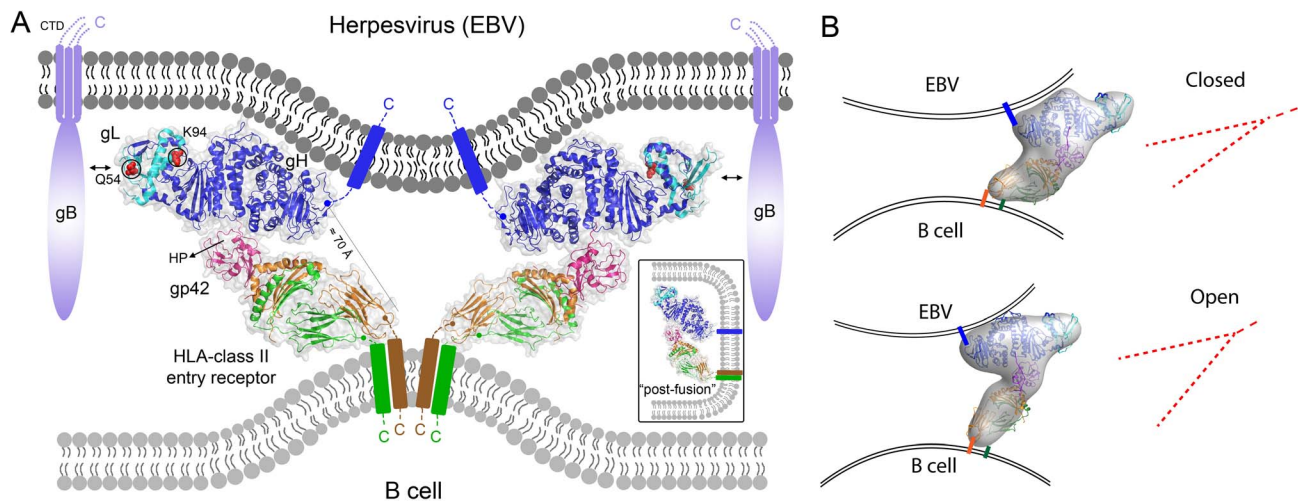 A
CTD
C
Herpesvirus (EBV)
C
C
C
gL
K94
gH
Q54
gB
gB
≈ 70 Å
HP
gp42
HLA-class II
entry receptor
"post-fusion"
C
C
C
C
B cell
B
EBV
Closed
B cell
EBV
Open
B cell